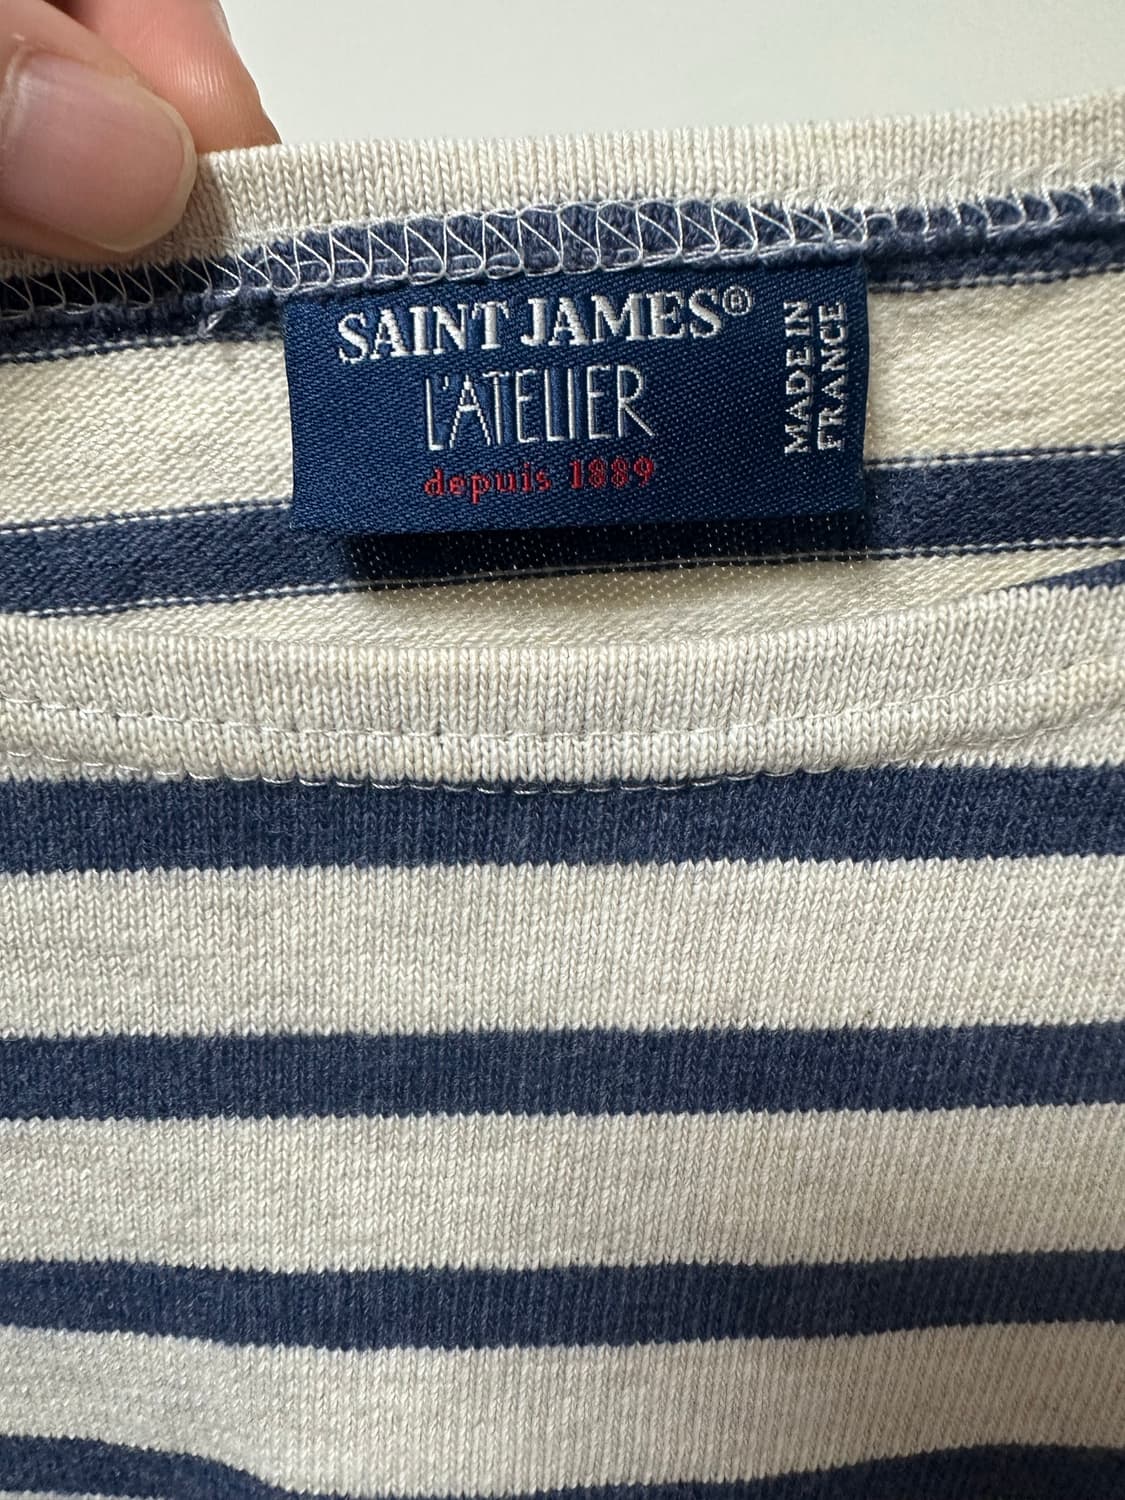 SAINT JAMES®
L'ATELIER
depuis 1889
MADE IN
FRANCE